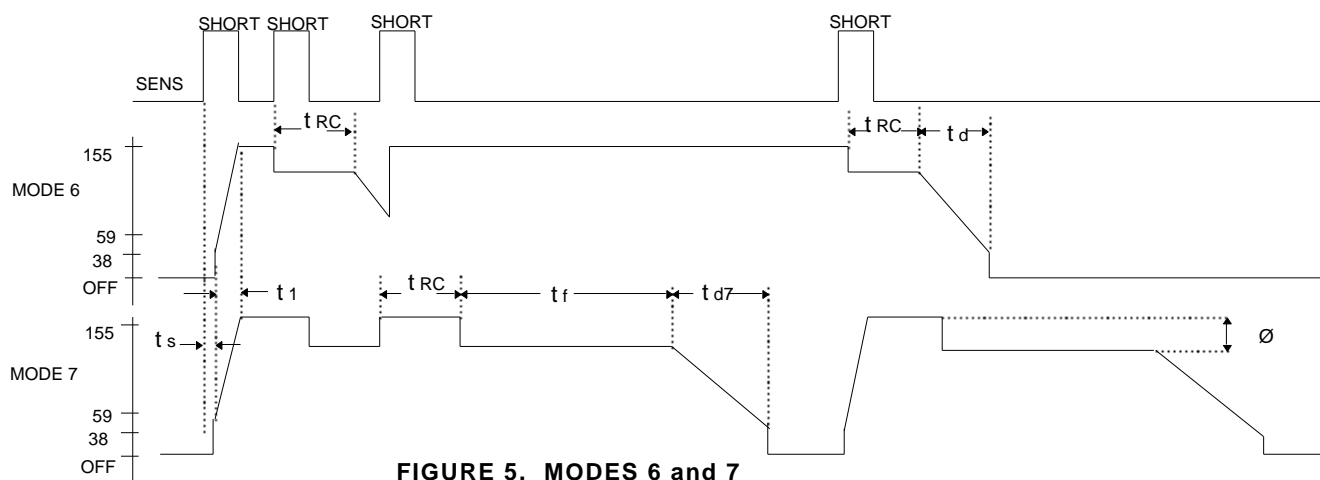 SHORT SHORT SHORT SHORT
SENS
t RC t RC t d
155
MODE 6
59
38
OFF
t 1 t RC t f t d7
155
t s Ø
MODE 7
59
38
OFF
FIGURE 5. MODES 6 and 7